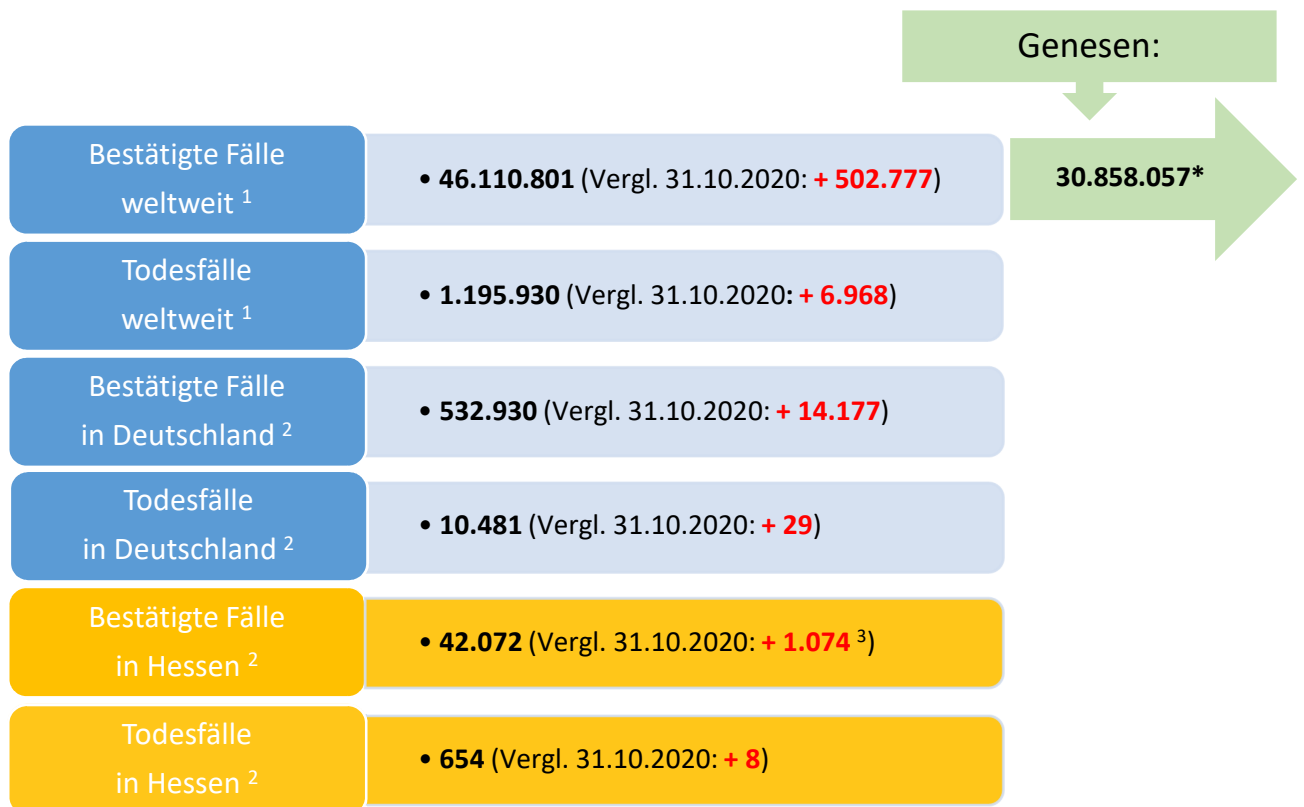 Genesen:
Bestätigte Fälle
weltweit ¹
• 46.110.801 (Vergl. 31.10.2020: + 502.777)
30.858.057*
Todesfälle
weltweit ¹
• 1.195.930 (Vergl. 31.10.2020: + 6.968)
Bestätigte Fälle
in Deutschland ²
• 532.930 (Vergl. 31.10.2020: + 14.177)
Todesfälle
in Deutschland ²
• 10.481 (Vergl. 31.10.2020: + 29)
Bestätigte Fälle
in Hessen ²
• 42.072 (Vergl. 31.10.2020: + 1.074 ³)
Todesfälle
in Hessen ²
• 654 (Vergl. 31.10.2020: + 8)